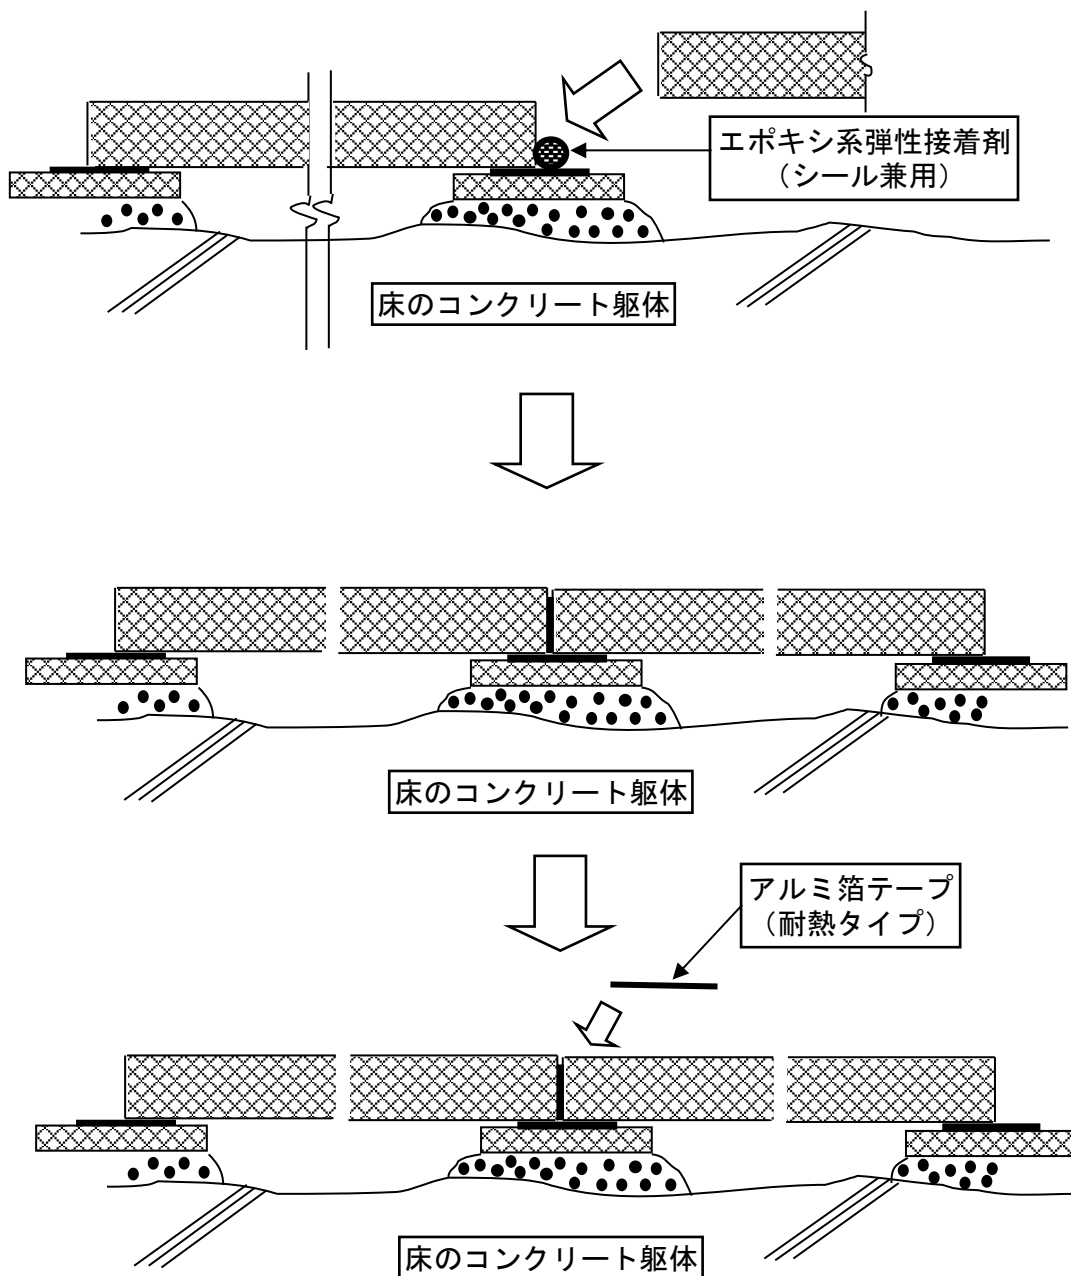 エポキシ系弾性接着剤
（シール兼用）
床のコンクリート躯体
床のコンクリート躯体
アルミ箔テープ
（耐熱タイプ）
床のコンクリート躯体